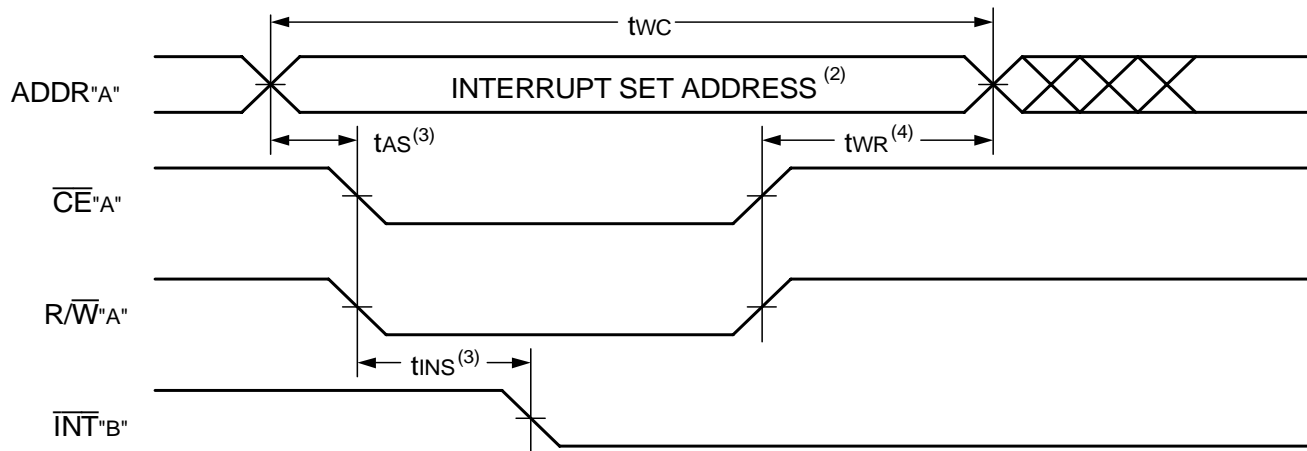 tWC
ADDR"A" INTERRUPT SET ADDRESS (2)
tAS(3) tWR(4)
CE"A"
R/W"A"
tINS(3)
INT"B"